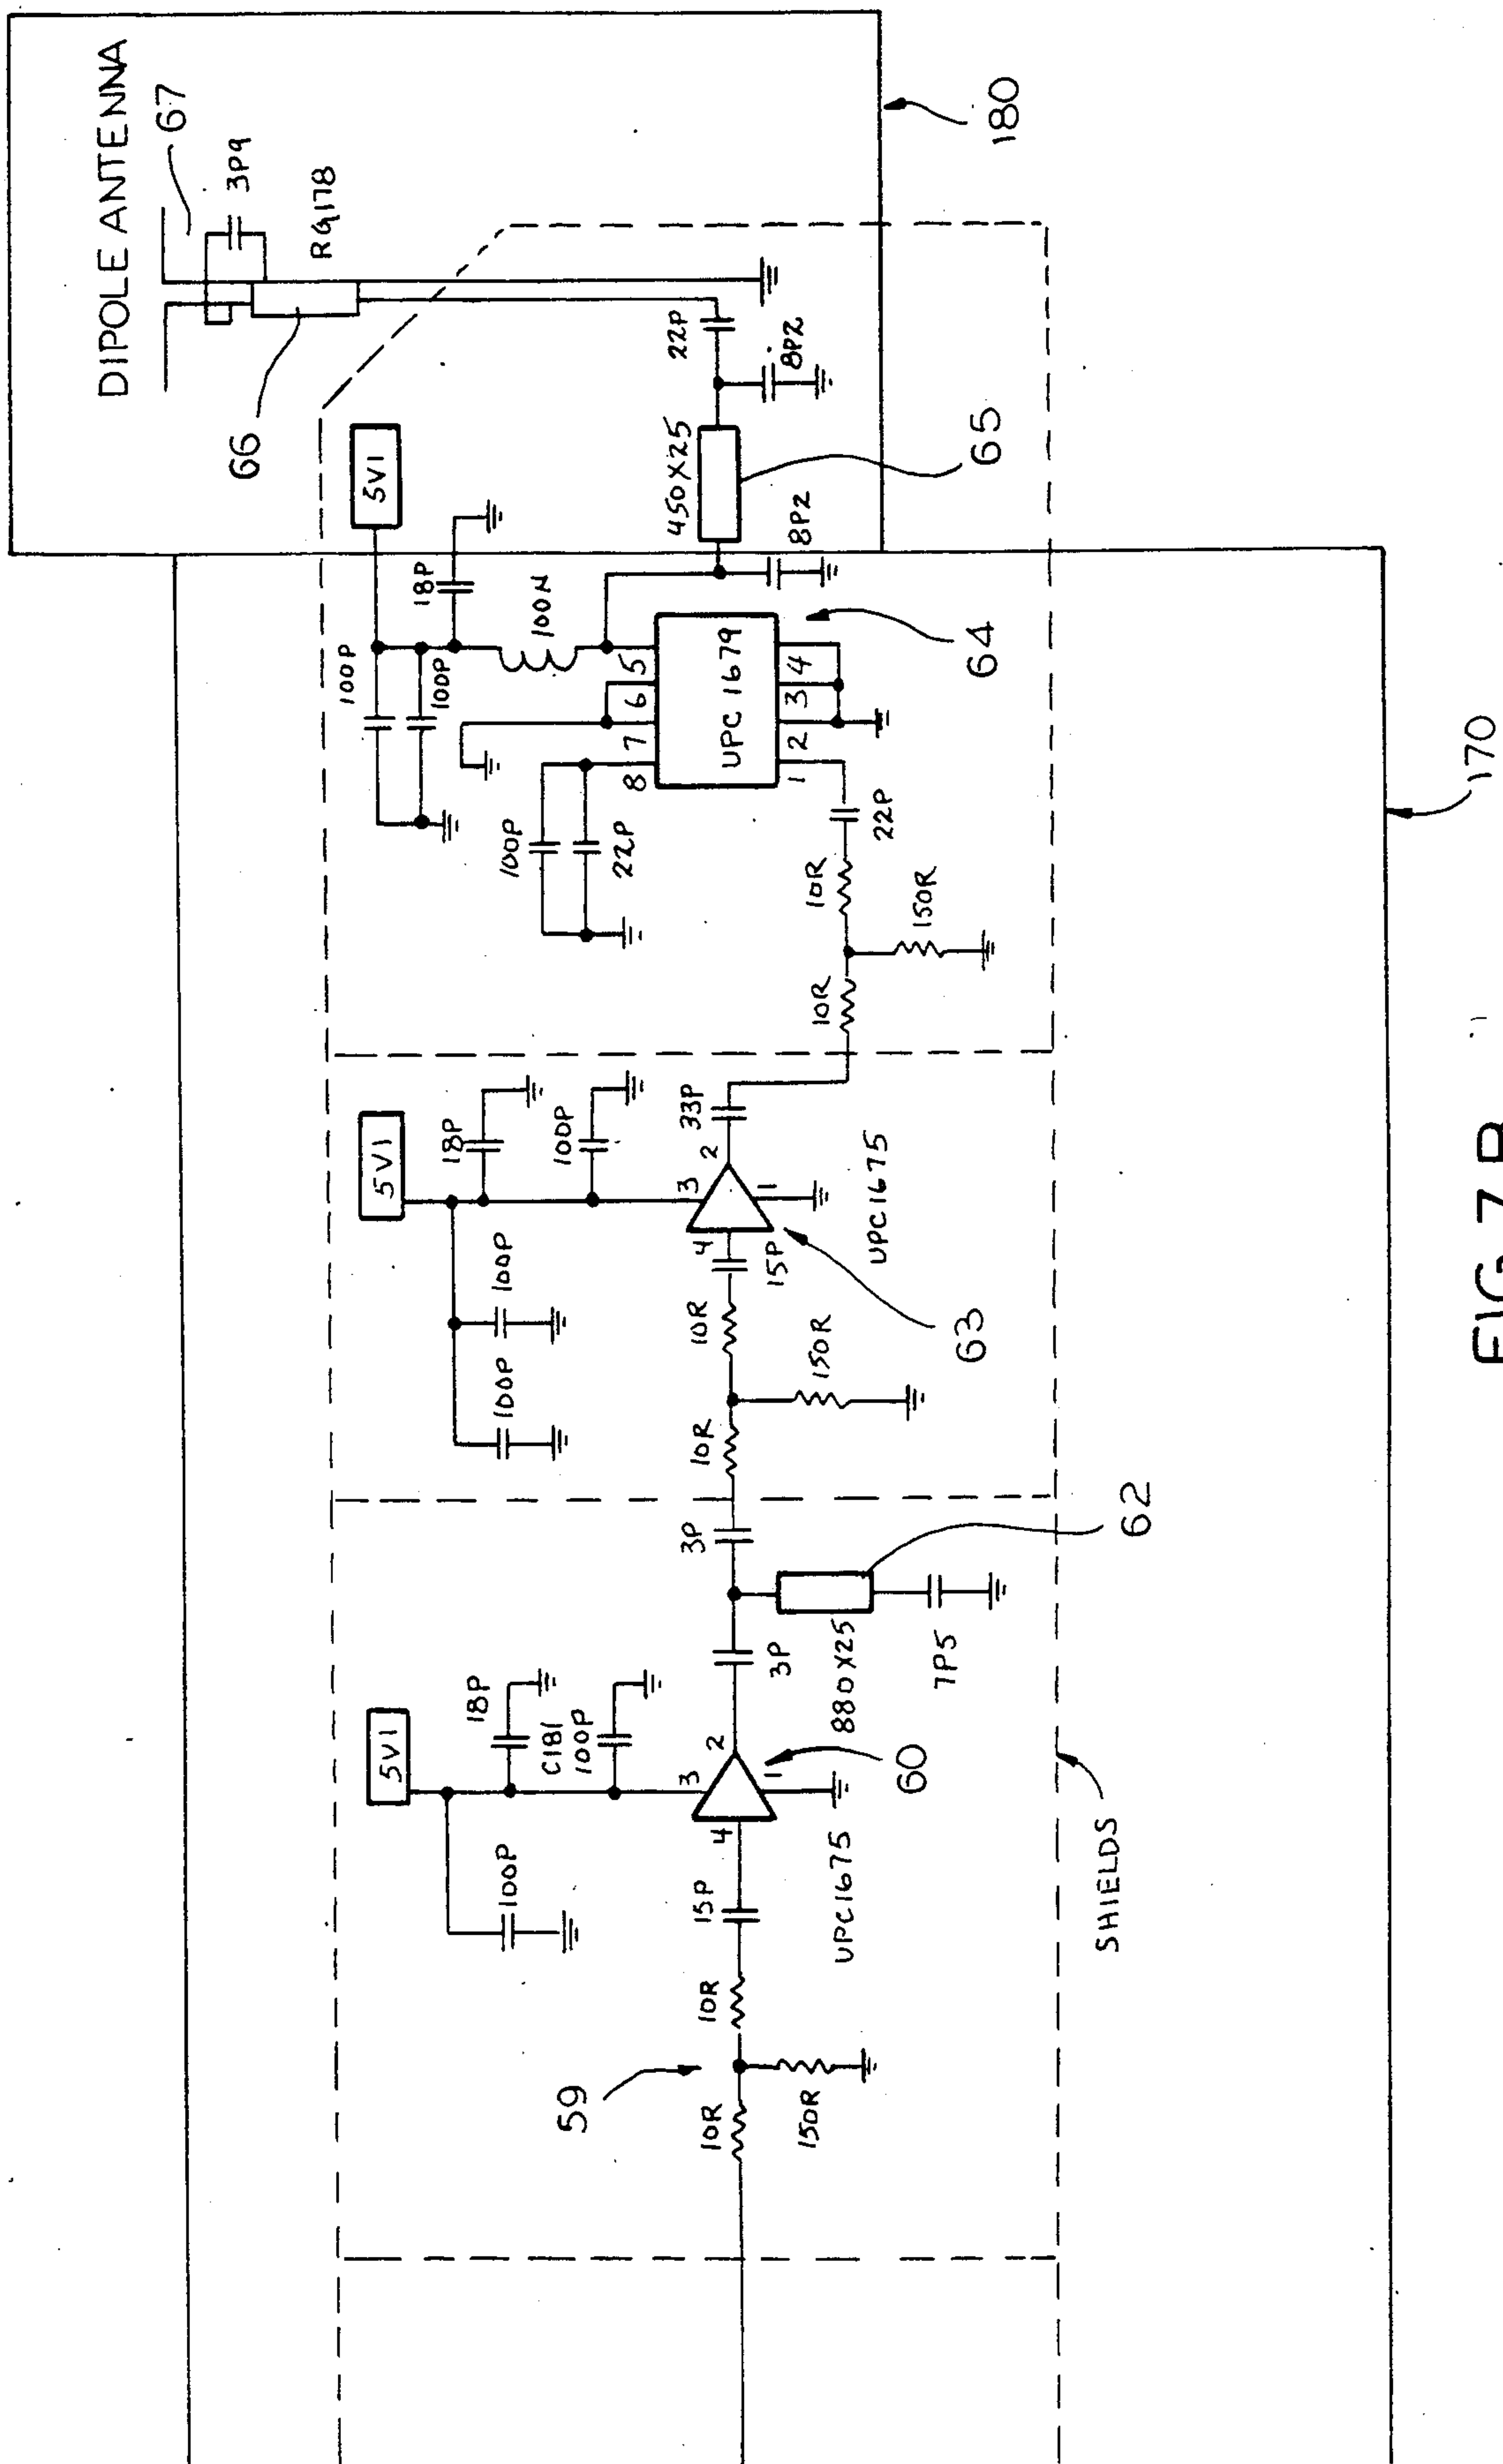 DIPOLE ANTENNA
67
3P9
RG178
66
180
5V1
22P
8P2
450X25
65
8P2
18P
100N
100P
100P
5
6
7
8
UPC 1679
4
3
2
1
64
100P
22P
22P
10R
150R
10R
170
5V1
18P
100P
33P
3
2
1
4
UPC1675
15P
63
100P
100P
10R
150R
10R
3P
62
880X25
7P5
3P
5V1
18P
C181
100P
3
2
1
4
60
UPC1675
100P
15P
10R
59
10R
150R
SHIELDS
FIG. 7B